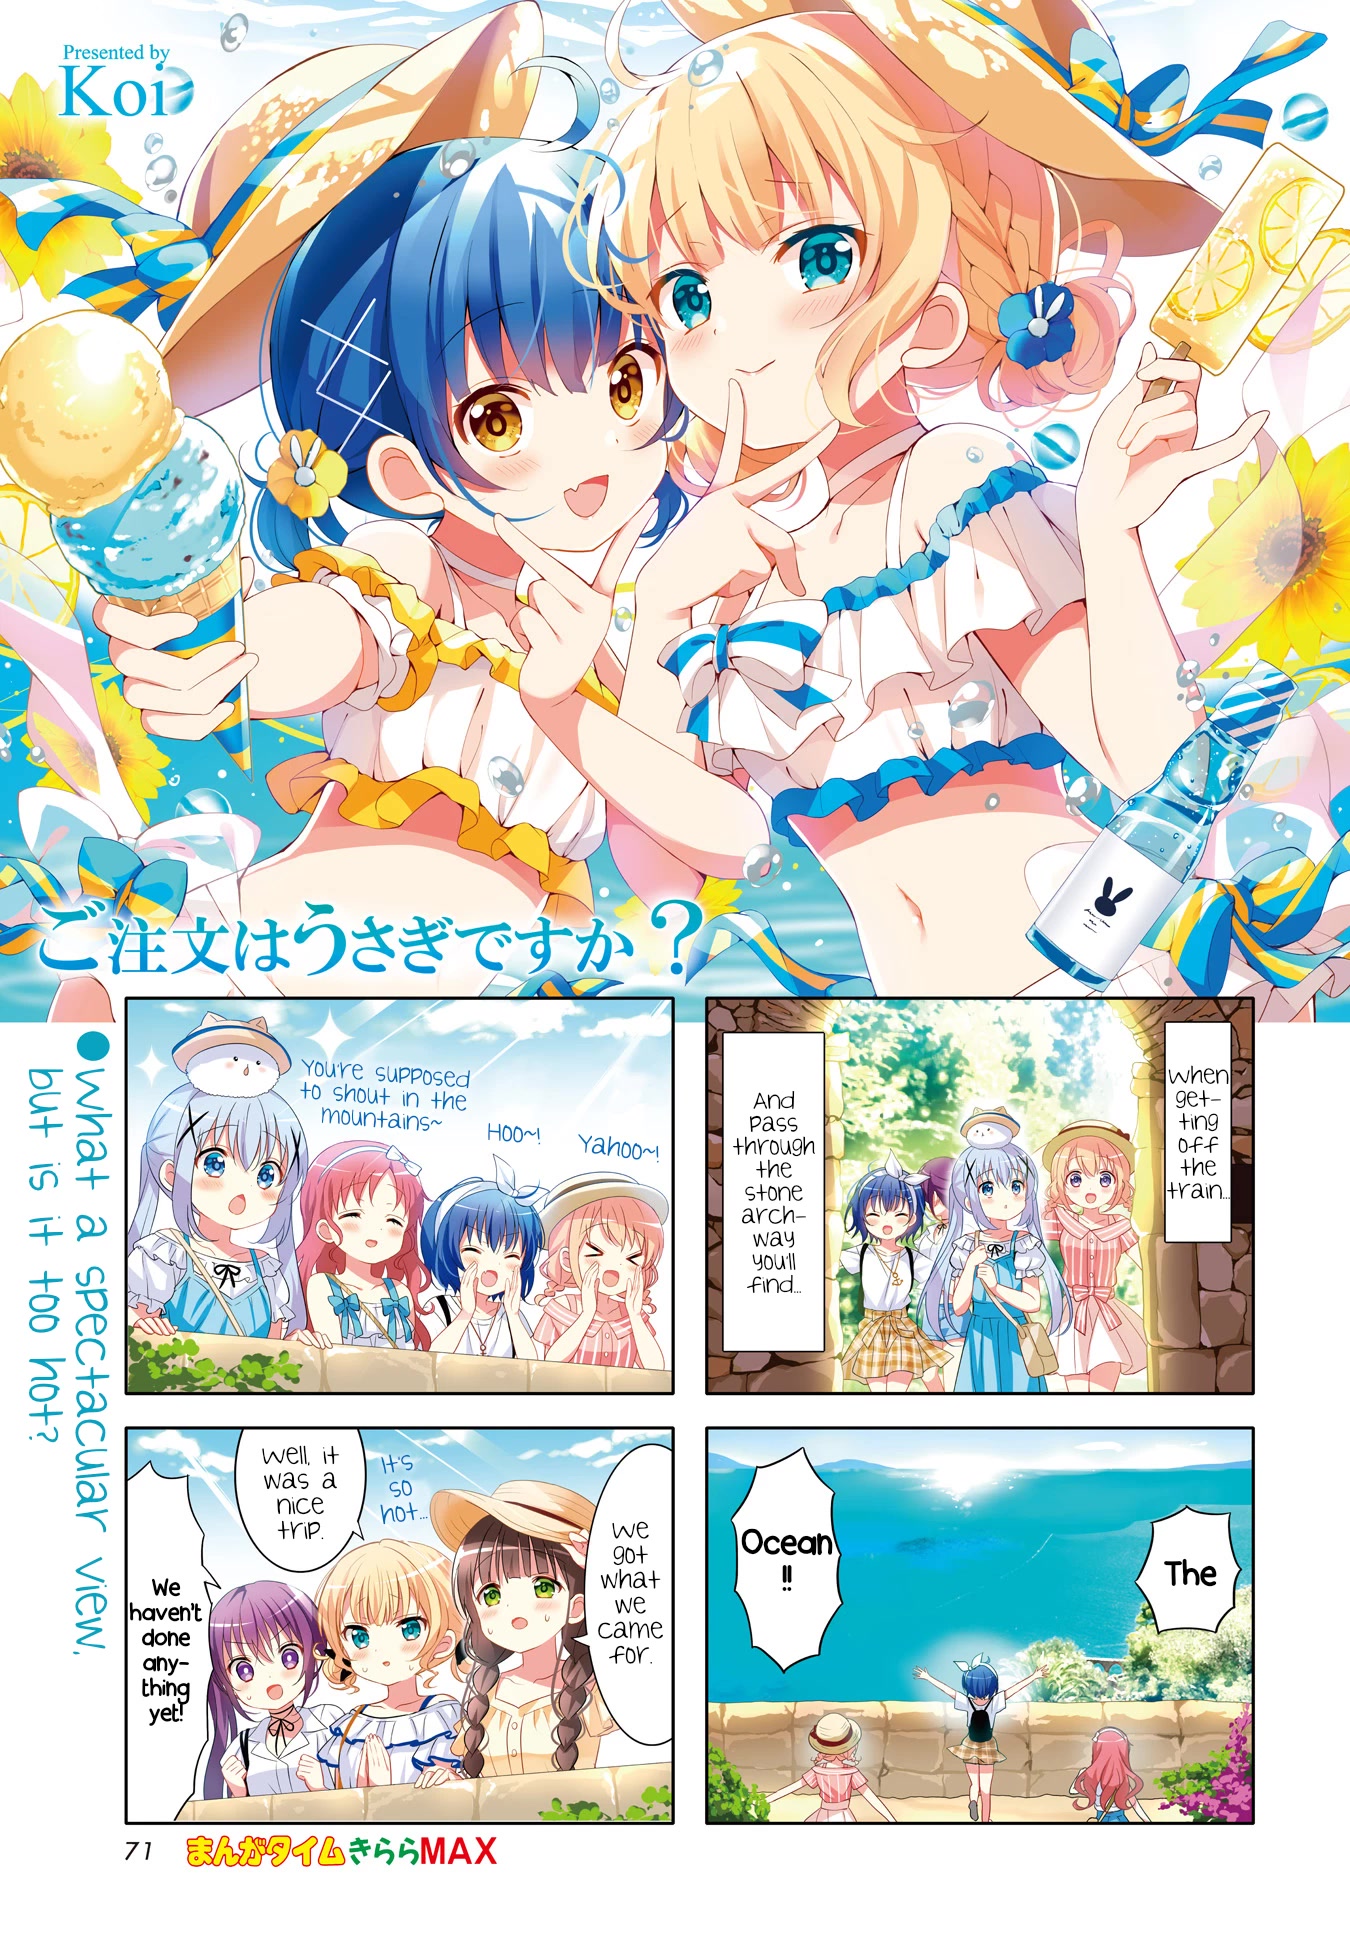 Presented by
Koi
ご注文はうさぎですか？
●What a spectacular view,
but is it too hot?
When
get-
ting
off
the
train...
And
pass
through
the
stone
arch-
way
you'll
find...
The
Ocean
!!
Yahoo~!
Hoo~!
You're supposed
to shout in the
mountains~
We
got
what
we
came
for.
It's
so
hot...
Well, it
was a
nice
trip.
We
haven't
done
any-
thing
yet!
71
まんがタイムきららMAX